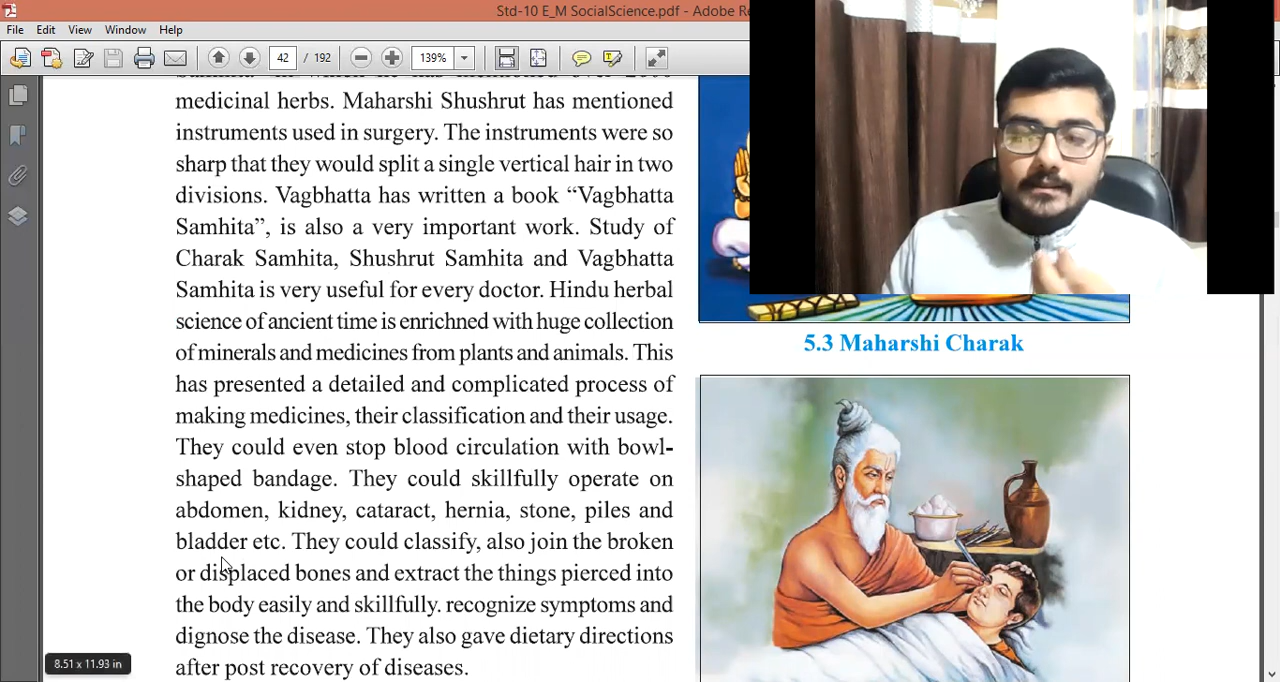 Std-10 E_M SocialScience.pdf - Adobe Re
File Edit View Window Help
42 / 192 139%
medicinal herbs. Maharshi Shushrut has mentioned
instruments used in surgery. The instruments were so
sharp that they would split a single vertical hair in two
divisions. Vagbhatta has written a book “Vagbhatta
Samhita”, is also a very important work. Study of
Charak Samhita, Shushrut Samhita and Vagbhatta
Samhita is very useful for every doctor. Hindu herbal
science of ancient time is enriched with huge collection
of minerals and medicines from plants and animals. This
has presented a detailed and complicated process of
making medicines, their classification and their usage.
They could even stop blood circulation with bowl-
shaped bandage. They could skillfully operate on
abdomen, kidney, cataract, hernia, stone, piles and
bladder etc. They could classify, also join the broken
or displaced bones and extract the things pierced into
the body easily and skillfully. recognize symptoms and
dignose the disease. They also gave dietary directions
after post recovery of diseases.
5.3 Maharshi Charak
8.51 x 11.93 in